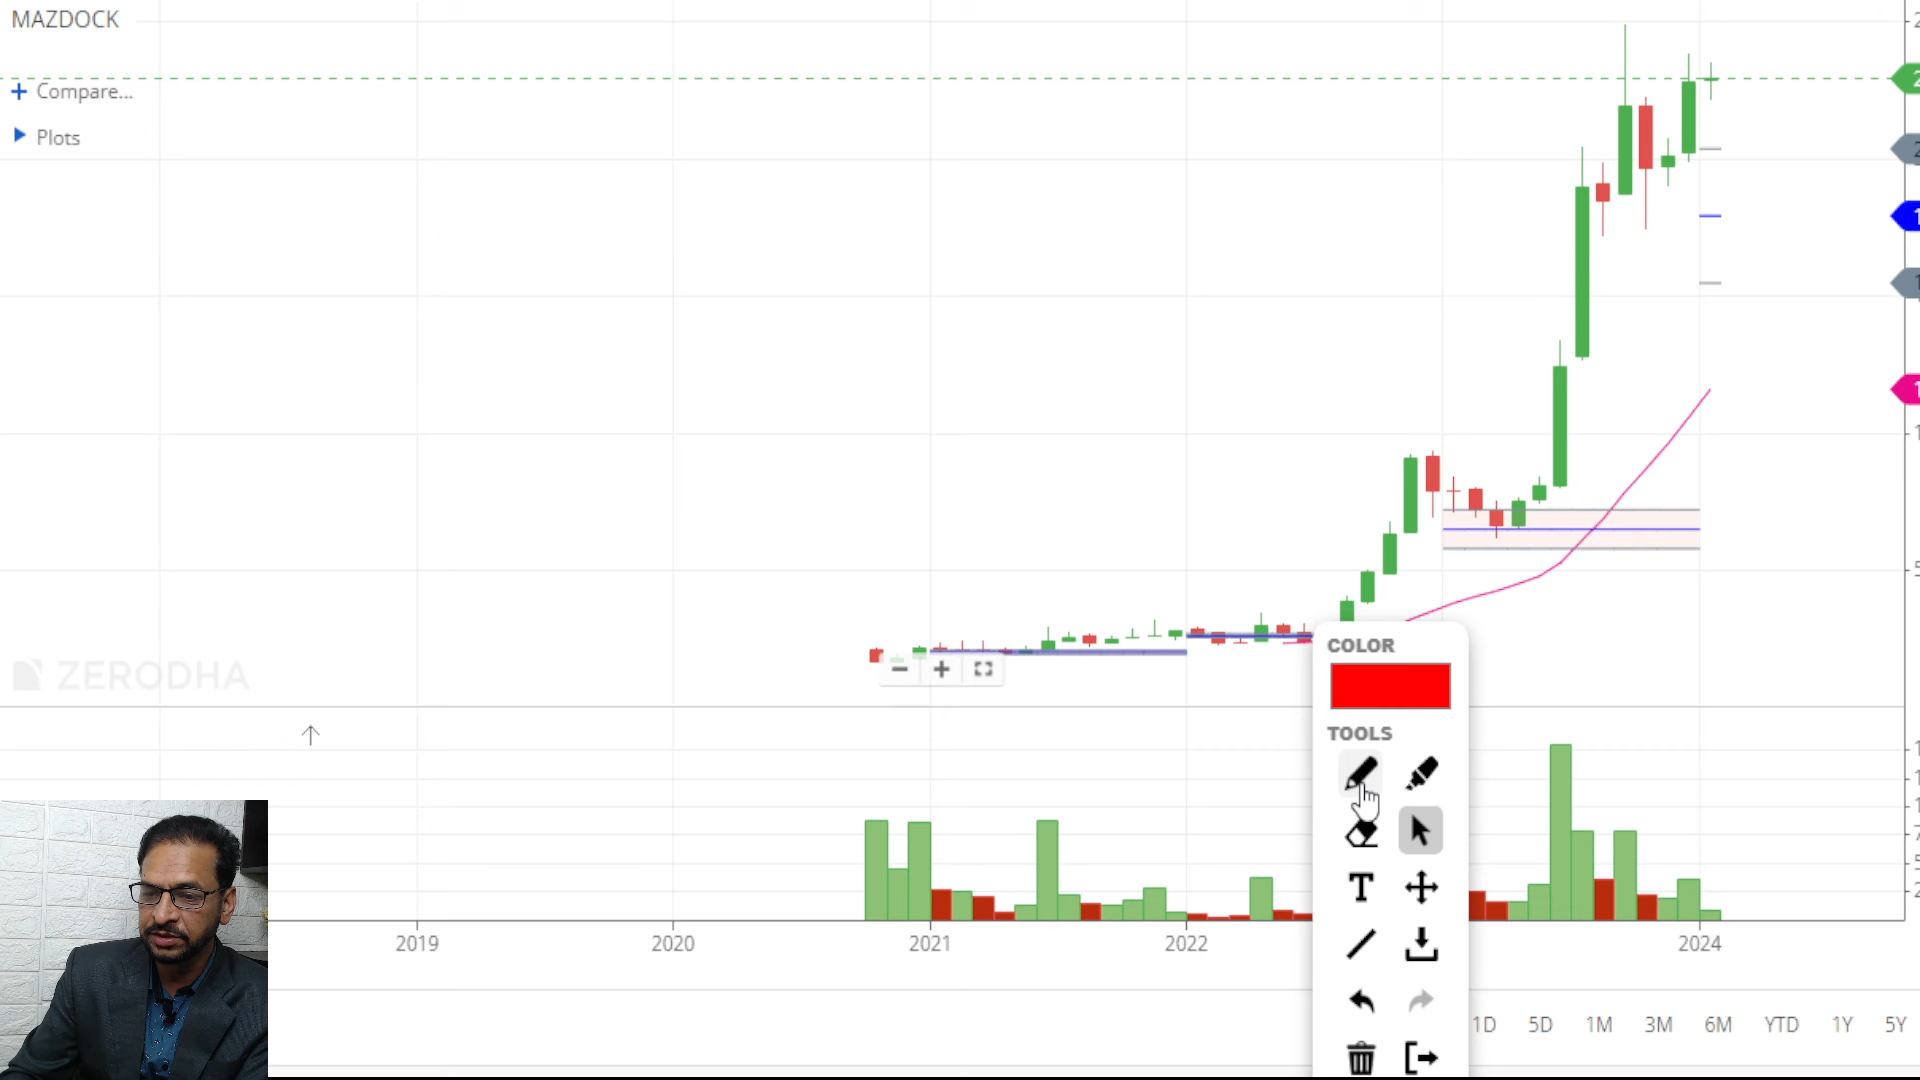 MAZDOCK
Compare...
Plots
ZERODHA
COLOR
TOOLS
T
2019
2020
2021
2022
2024
1D
5D
1M
3M
6M
YTD
1Y
5Y